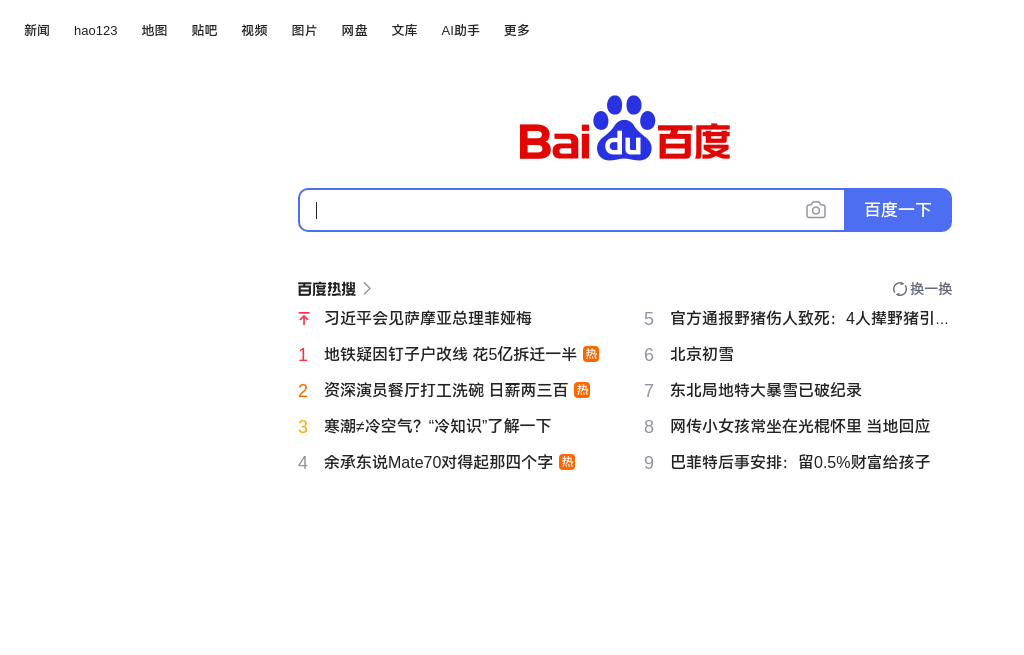 新闻 hao123 地图 贴吧 视频 图片 网盘 文库 AI助手 更多
Bai du 百度
百度一下
百度热搜 换一换
习近平会见萨摩亚总理菲娅梅
1 地铁疑因钉子户改线 花5亿拆迁一半 热
2 资深演员餐厅打工洗碗 日薪两三百 热
3 寒潮≠冷空气？“冷知识”了解一下
4 余承东说Mate70对得起那四个字 热
5 官方通报野猪伤人致死：4人撵野猪引...
6 北京初雪
7 东北局地特大暴雪已破纪录
8 网传小女孩常坐在光棍怀里 当地回应
9 巴菲特后事安排：留0.5%财富给孩子